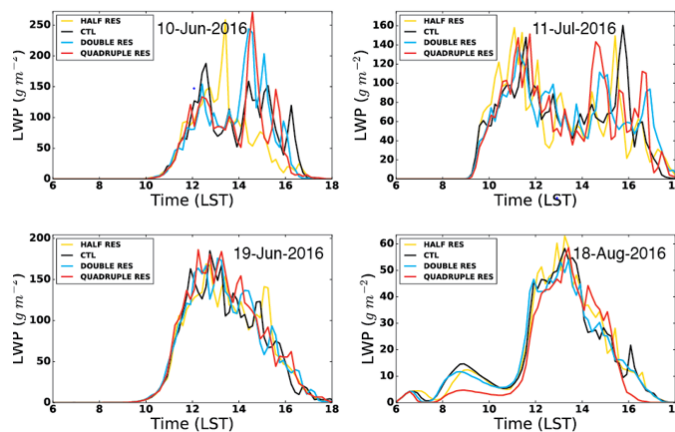 10-Jun-2016
HALF RES
CTL
DOUBLE RES
QUADRUPLE RES
LWP (g m⁻²)
250
200
150
100
50
0
8 10 12 14 16 18
Time (LST)
11-Jul-2016
HALF RES
CTL
DOUBLE RES
QUADRUPLE RES
LWP (g m⁻²)
160
140
120
100
80
60
40
20
0
8 10 12 14 16 18
Time (LST)
19-Jun-2016
HALF RES
CTL
DOUBLE RES
QUADRUPLE RES
LWP (g m⁻²)
200
150
100
50
0
6 8 10 12 14 16 18
Time (LST)
18-Aug-2016
HALF RES
CTL
DOUBLE RES
QUADRUPLE RES
LWP (g m⁻²)
60
50
40
30
20
10
0
6 8 10 12 14 16 18
Time (LST)